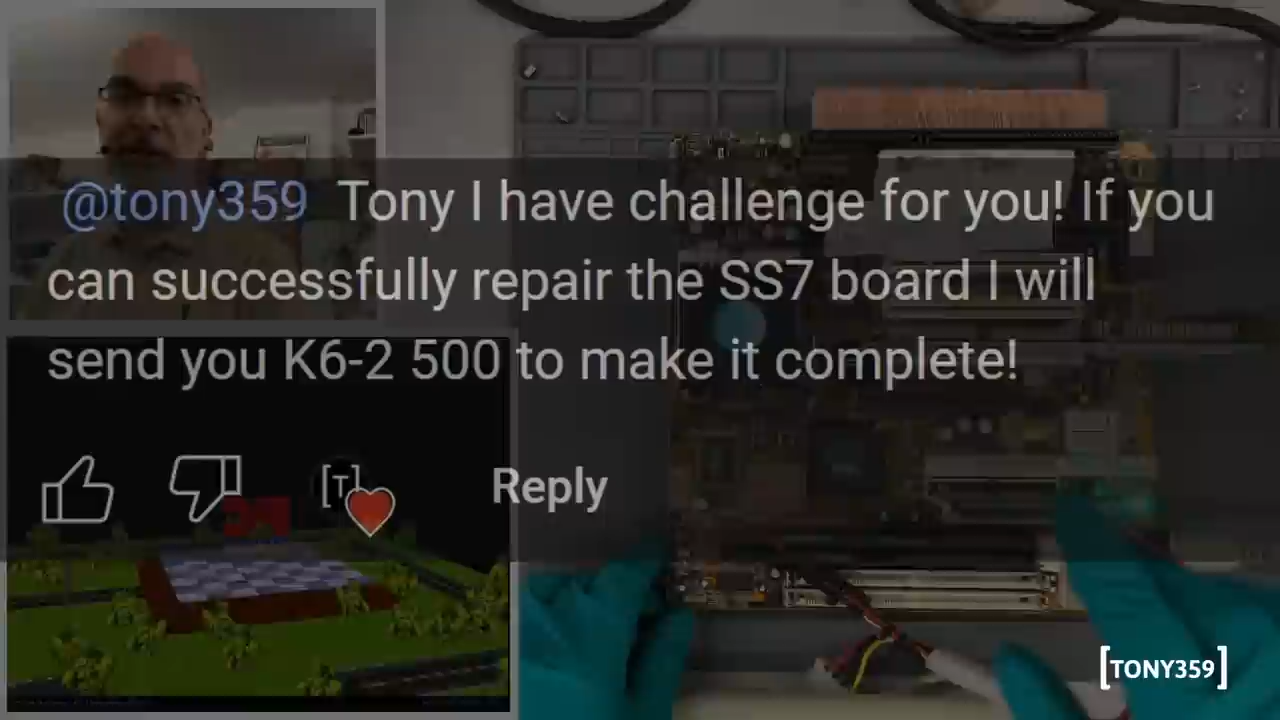 @tony359 Tony I have challenge for you! If you
can successfully repair the SS7 board I will
send you K6-2 500 to make it complete!
[T]
Reply
[TONY359]